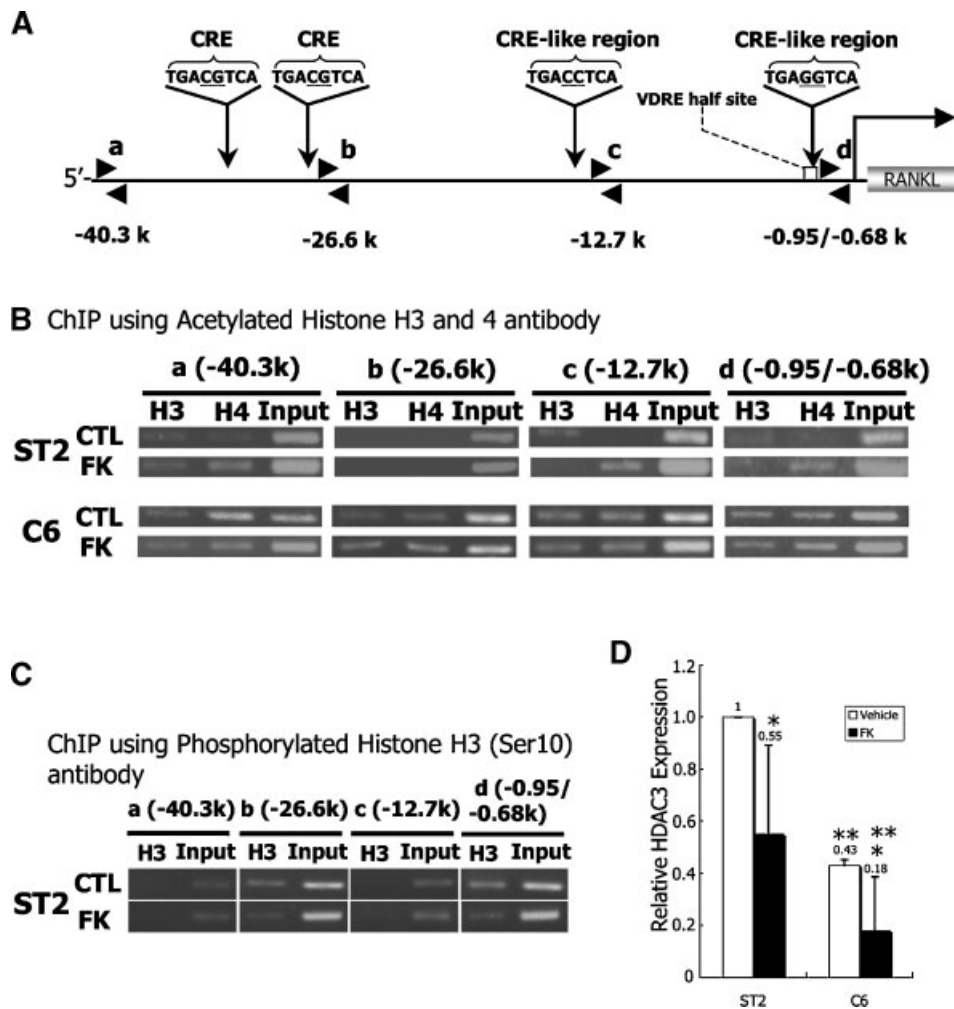 A
CRE CRE CRE-like region CRE-like region
TGACGTCA TGACGTCA TGACCTCA TGAGGTCA
VDRE half site
a b c d
5'- RANKL
-40.3 k -26.6 k -12.7 k -0.95/-0.68 k
B ChIP using Acetylated Histone H3 and 4 antibody
a (-40.3k) b (-26.6k) c (-12.7k) d (-0.95/-0.68k)
H3 H4 Input H3 H4 Input H3 H4 Input H3 H4 Input
ST2 CTL
FK
C6 CTL
FK
C
ChIP using Phosphorylated Histone H3 (Ser10)
antibody
d (-0.95/
a (-40.3k) b (-26.6k) c (-12.7k) -0.68k)
H3 Input H3 Input H3 Input H3 Input
ST2 CTL
FK
D
Relative HDAC3 Expression
1.2
1.0
0.8
0.6
0.4
0.2
0
Vehicle
FK
1
*
0.55
**
0.43
**
*
0.18
ST2 C6